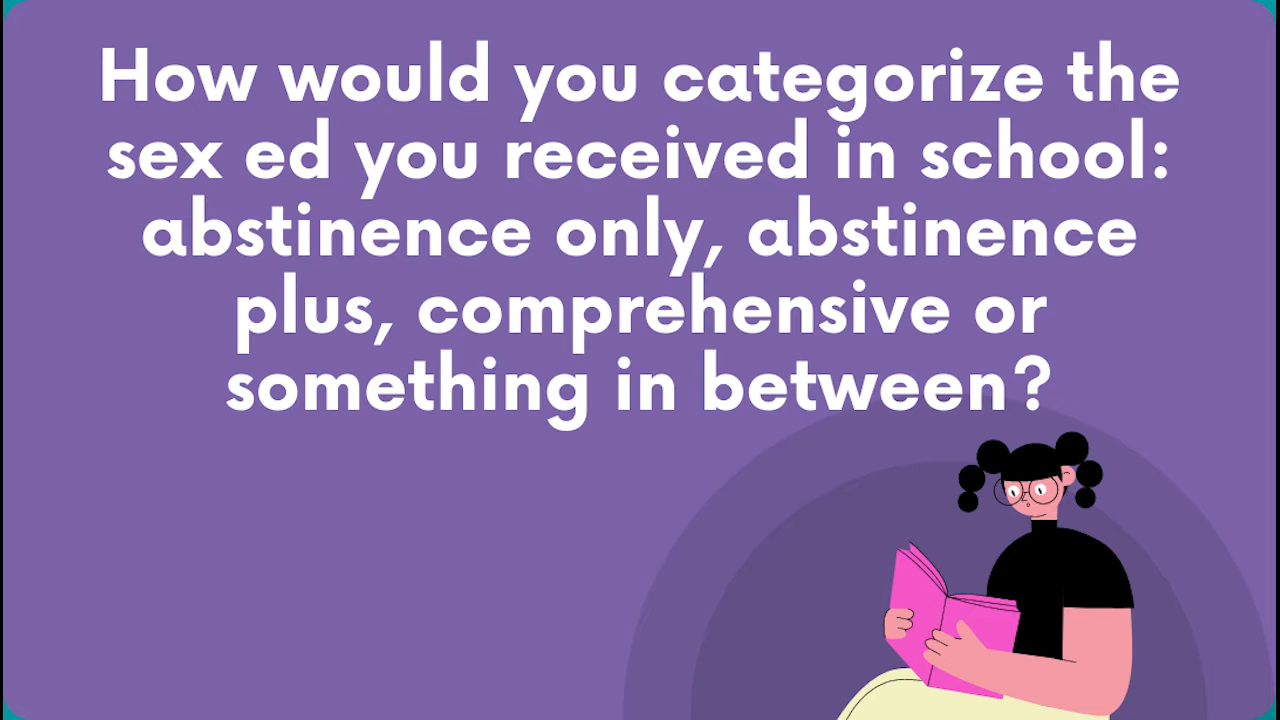 How would you categorize the
sex ed you received in school:
abstinence only, abstinence
plus, comprehensive or
something in between?